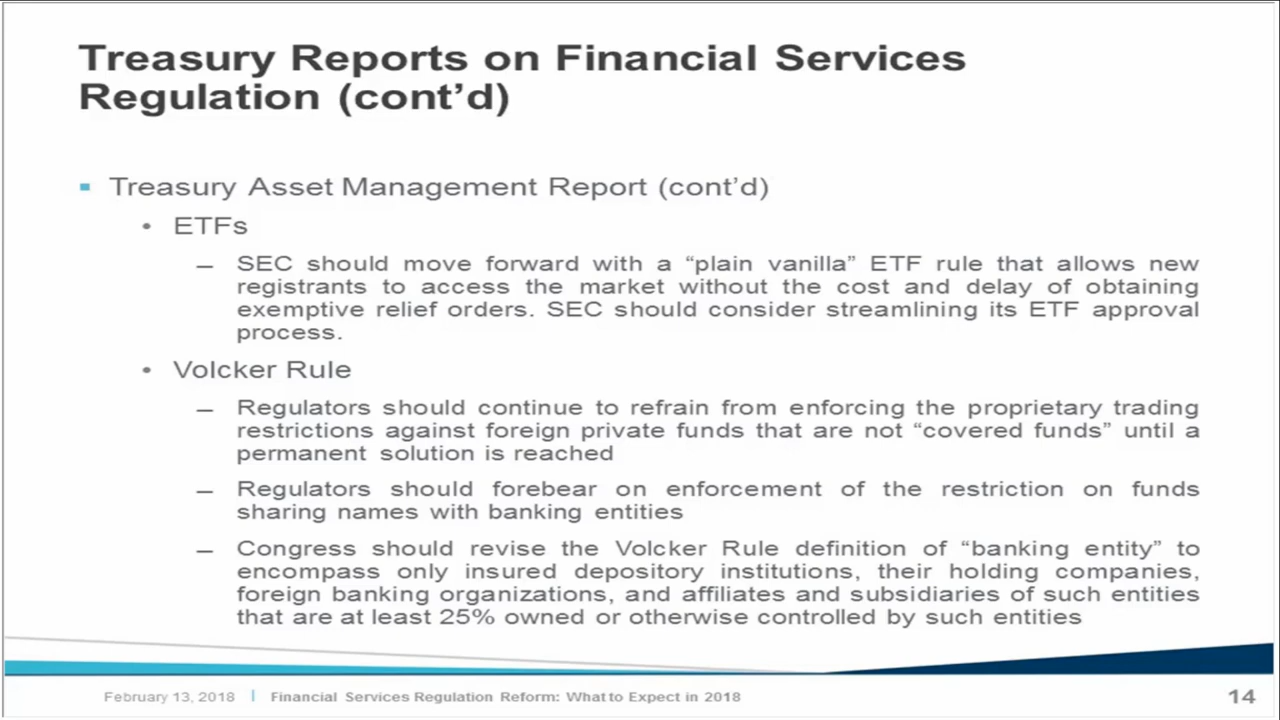 Treasury Reports on Financial Services
Regulation (cont’d)
Treasury Asset Management Report (cont’d)
• ETFs
– SEC should move forward with a “plain vanilla” ETF rule that allows new
registrants to access the market without the cost and delay of obtaining
exemptive relief orders. SEC should consider streamlining its ETF approval
process.
• Volcker Rule
– Regulators should continue to refrain from enforcing the proprietary trading
restrictions against foreign private funds that are not “covered funds” until a
permanent solution is reached
– Regulators should forebear on enforcement of the restriction on funds
sharing names with banking entities
– Congress should revise the Volcker Rule definition of “banking entity” to
encompass only insured depository institutions, their holding companies,
foreign banking organizations, and affiliates and subsidiaries of such entities
that are at least 25% owned or otherwise controlled by such entities
February 13, 2018 | Financial Services Regulation Reform: What to Expect in 2018 14